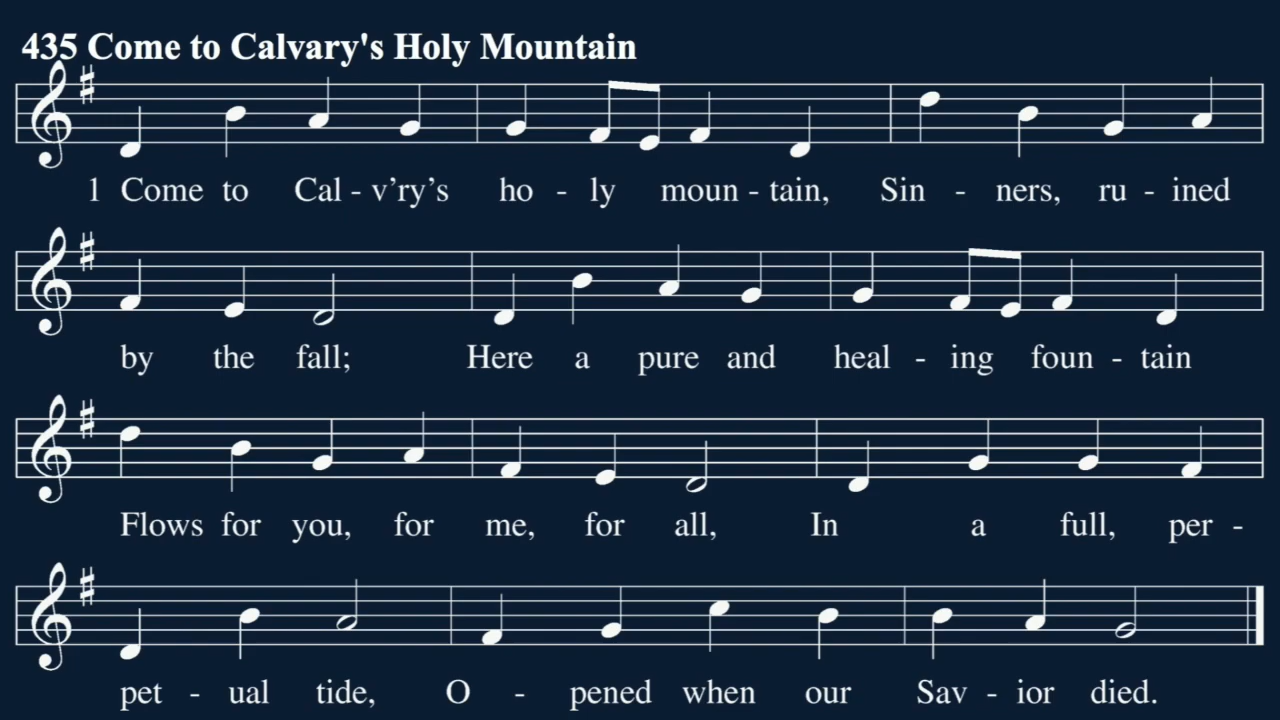 435 Come to Calvary's Holy Mountain
1 Come to Cal - v’ry’s ho - ly moun - tain, Sin - ners, ru - ined
by the fall; Here a pure and heal - ing foun - tain
Flows for you, for me, for all, In a full, per -
pet - ual tide, O - pened when our Sav - ior died.